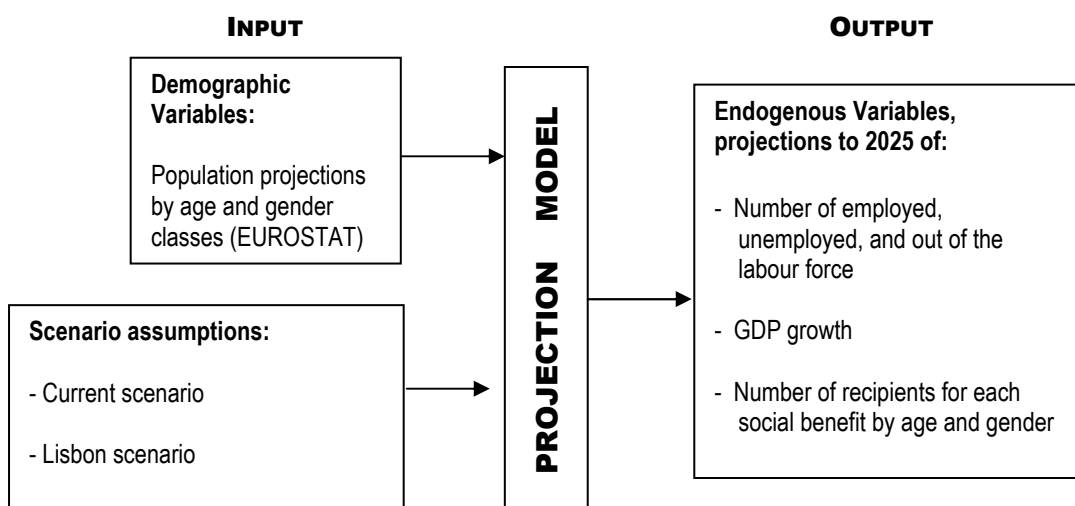 INPUT
Demographic
Variables:
Population projections
by age and gender
classes (EUROSTAT)
Scenario assumptions:
- Current scenario
- Lisbon scenario
PROJECTION MODEL
OUTPUT
Endogenous Variables,
projections to 2025 of:
- Number of employed,
unemployed, and out of the
labour force
- GDP growth
- Number of recipients for each
social benefit by age and gender